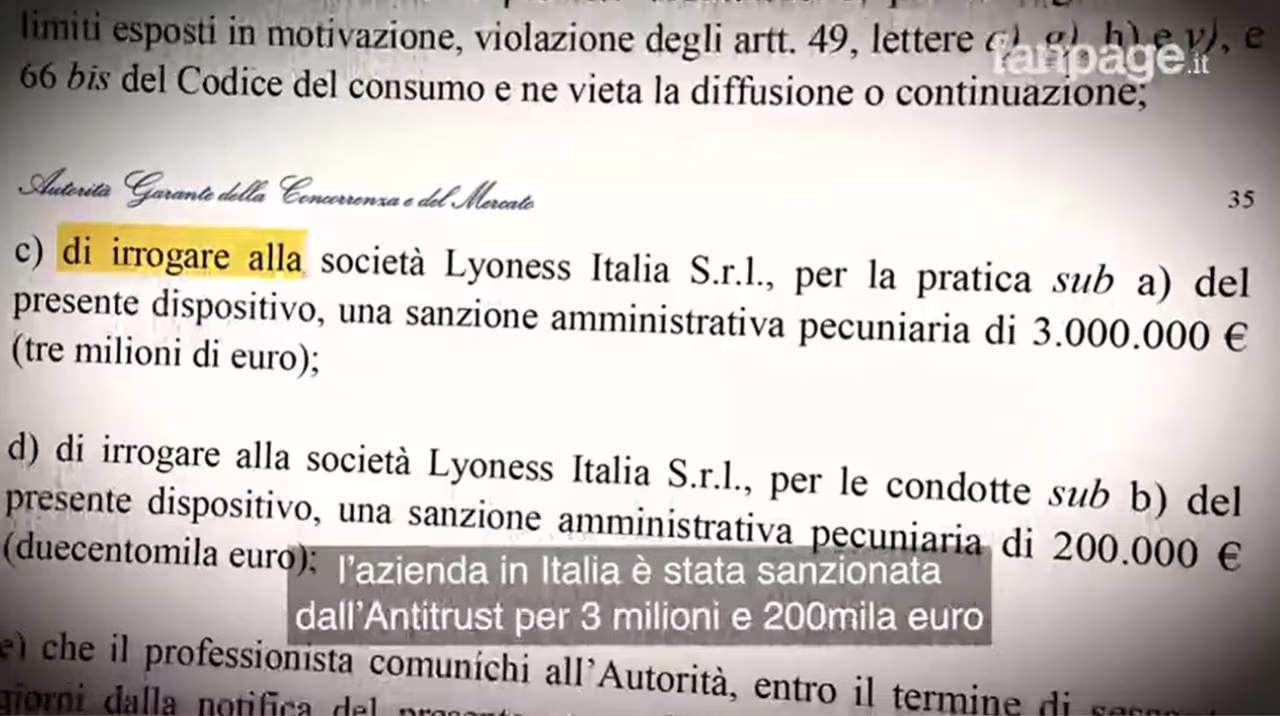 limiti esposti in motivazione, violazione degli artt. 49, lettere c), g), h) e v), e
fanpage.it
66 bis del Codice del consumo e ne vieta la diffusione o continuazione;
Autorità Garante della Concorrenza e del Mercato
35
c) di irrogare alla società Lyoness Italia S.r.l., per la pratica sub a) del
presente dispositivo, una sanzione amministrativa pecuniaria di 3.000.000 €
(tre milioni di euro);
d) di irrogare alla società Lyoness Italia S.r.l., per le condotte sub b) del
presente dispositivo, una sanzione amministrativa pecuniaria di 200.000 €
(duecentomila euro);
l'azienda in Italia è stata sanzionata
dall'Antitrust per 3 milioni e 200mila euro
e) che il professionista comunichi all'Autorità, entro il termine di
giorni dalla notifica del